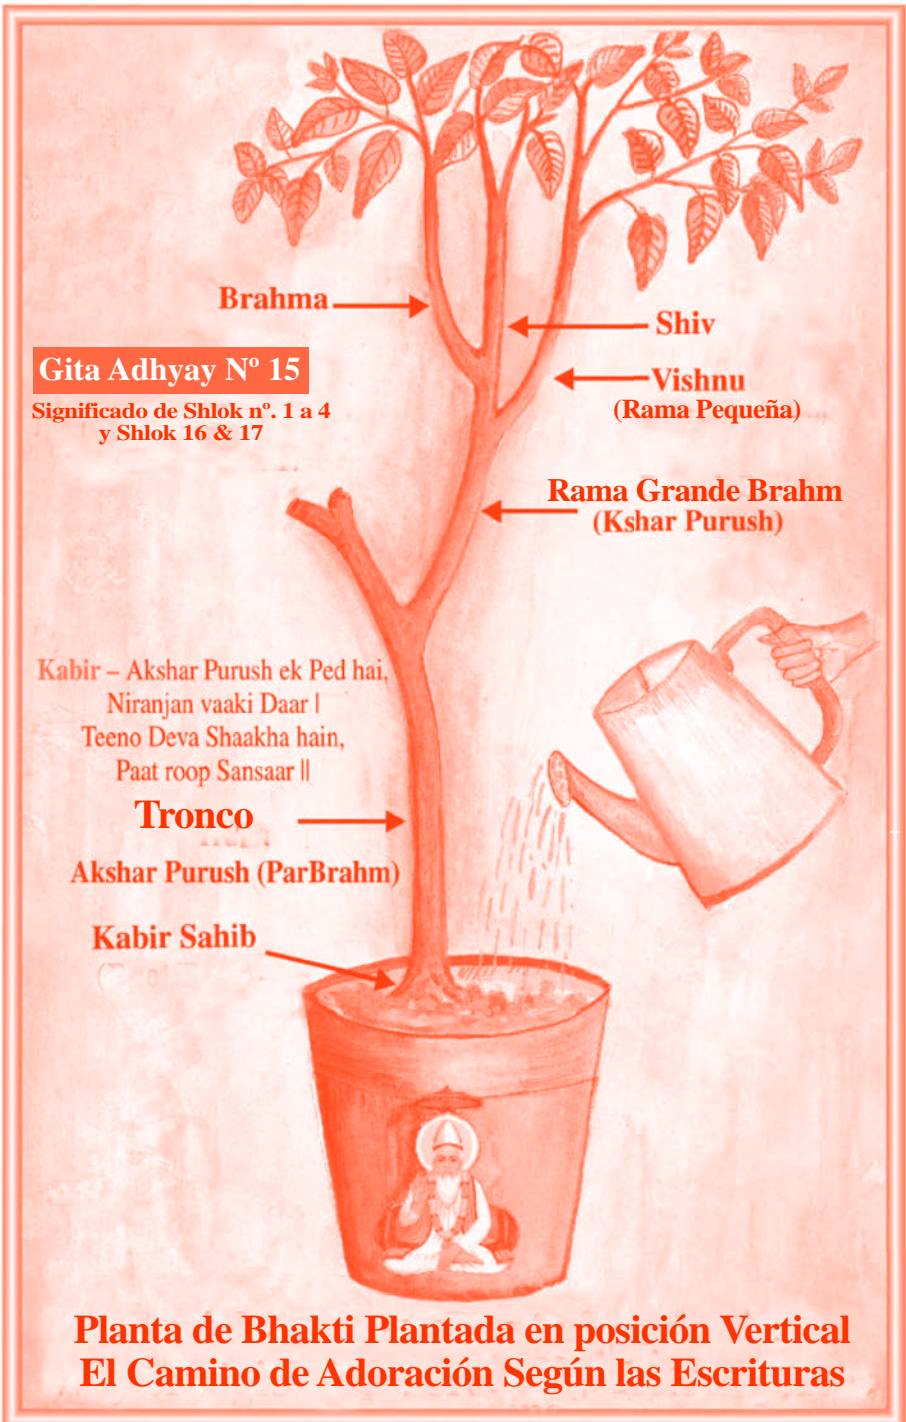 Brahma
Shiv
Gita Adhyay Nº 15
Vishnu
(Rama Pequeña)
Significado de Shlok nº. 1 a 4
y Shlok 16 & 17
Rama Grande Brahm
(Kshar Purush)
Kabir – Akshar Purush ek Ped hai,
Niranjan vaaki Daar |
Teeno Deva Shaakha hain,
Paat roop Sansaar ||
Tronco
Akshar Purush (ParBrahm)
Kabir Sahib
Planta de Bhakti Plantada en posición Vertical
El Camino de Adoración Según las Escrituras